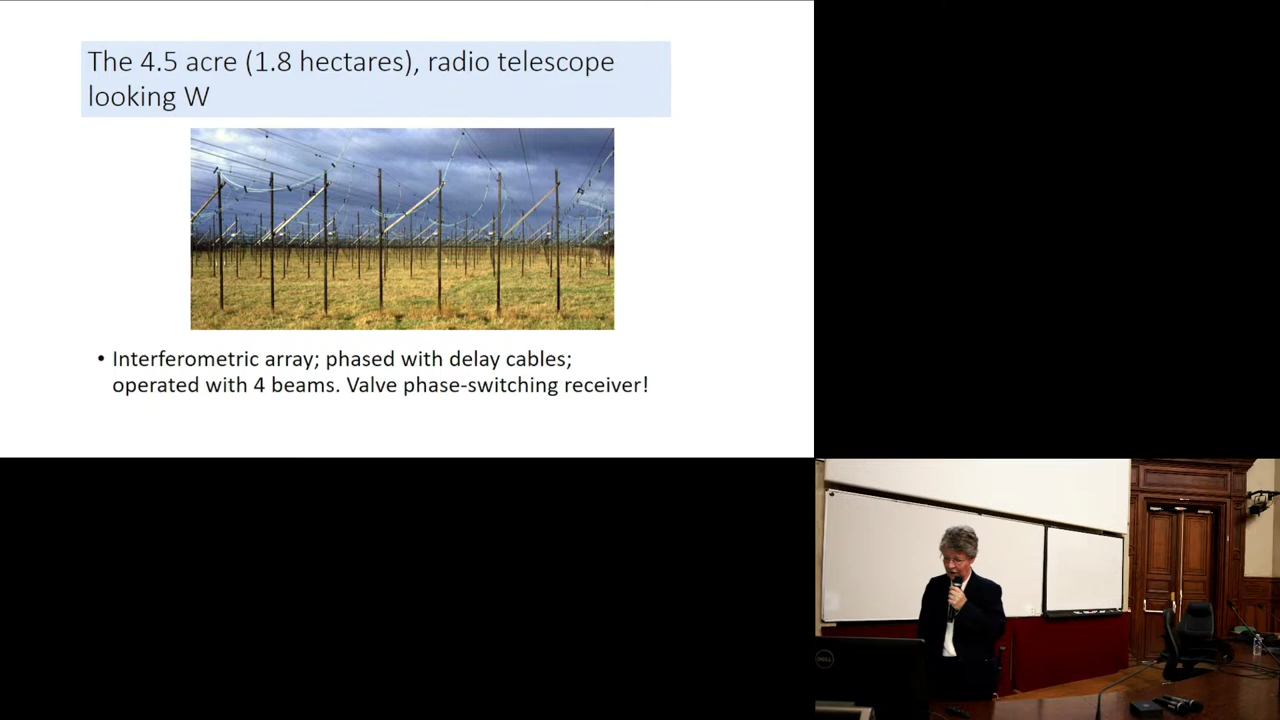 The 4.5 acre (1.8 hectares), radio telescope
looking W
• Interferometric array; phased with delay cables;
operated with 4 beams. Valve phase-switching receiver!
DELL